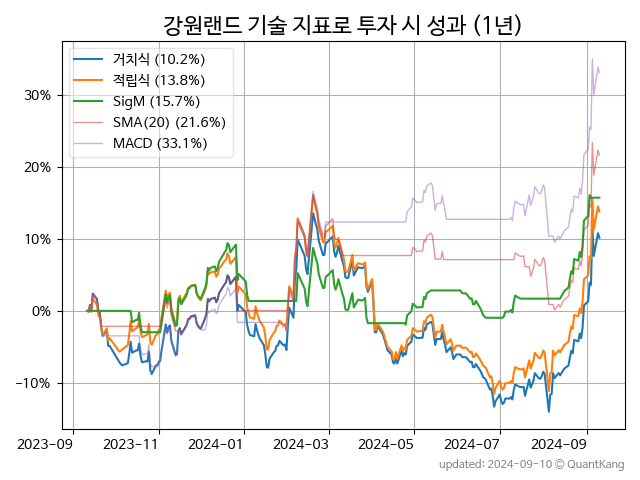 강원랜드 기술 지표로 투자 시 성과 (1년)
거치식 (10.2%)
적립식 (13.8%)
SigM (15.7%)
SMA(20) (21.6%)
MACD (33.1%)
30%
20%
10%
0%
−10%
2023-09 2023-11 2024-01 2024-03 2024-05 2024-07 2024-09
updated: 2024-09-10 ⓒ QuantKang